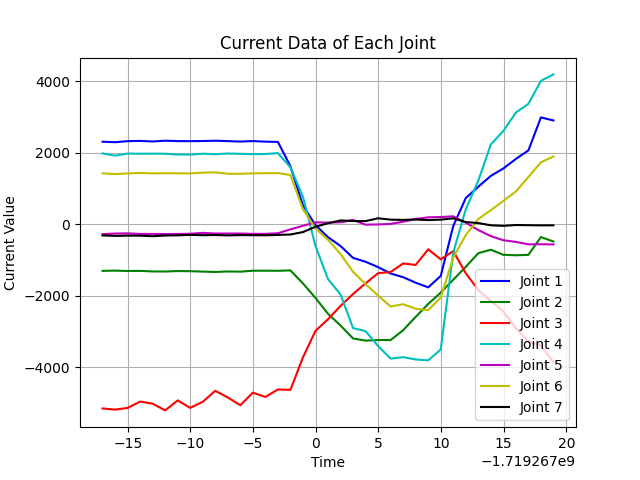 Current Data of Each Joint
Current Value
4000
2000
0
−2000
−4000
Joint 1
Joint 2
Joint 3
Joint 4
Joint 5
Joint 6
Joint 7
−15 −10 −5 0 5 10 15 20
Time
−1.719267e9